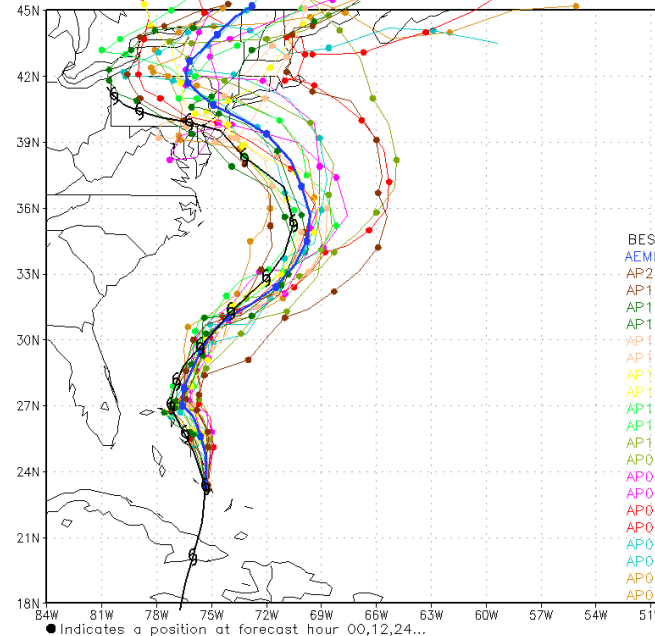 45N
42N
39N
36N
33N
30N
27N
24N
21N
18N
84W 81W 78W 75W 72W 69W 66W 63W 60W 57W 54W 51
BES
AEM
AP2
AP1
AP1
AP1
AP1
AP1
AP1
AP1
AP1
AP1
AP1
AP0
AP0
AP0
AP0
AP0
AP0
AP0
AP0
AP0
Indicates a position at forecast hour 00,12,24...